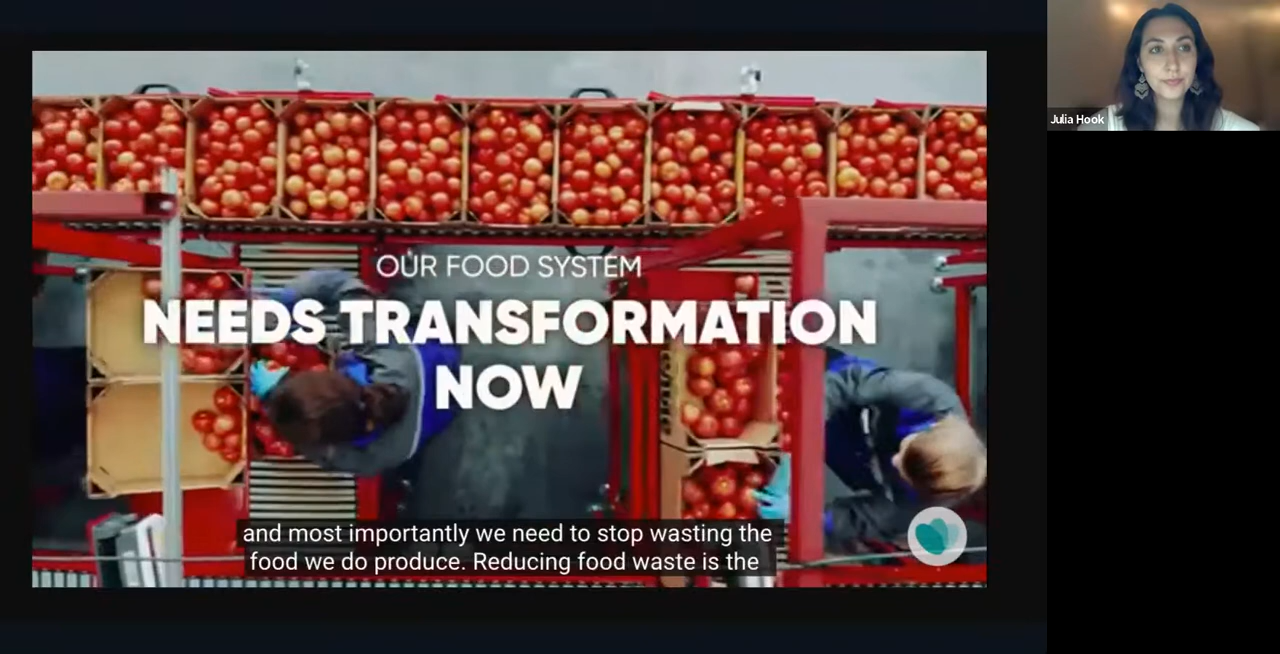 Julia Hook
OUR FOOD SYSTEM
NEEDS TRANSFORMATION
NOW
and most importantly we need to stop wasting the
food we do produce. Reducing food waste is the